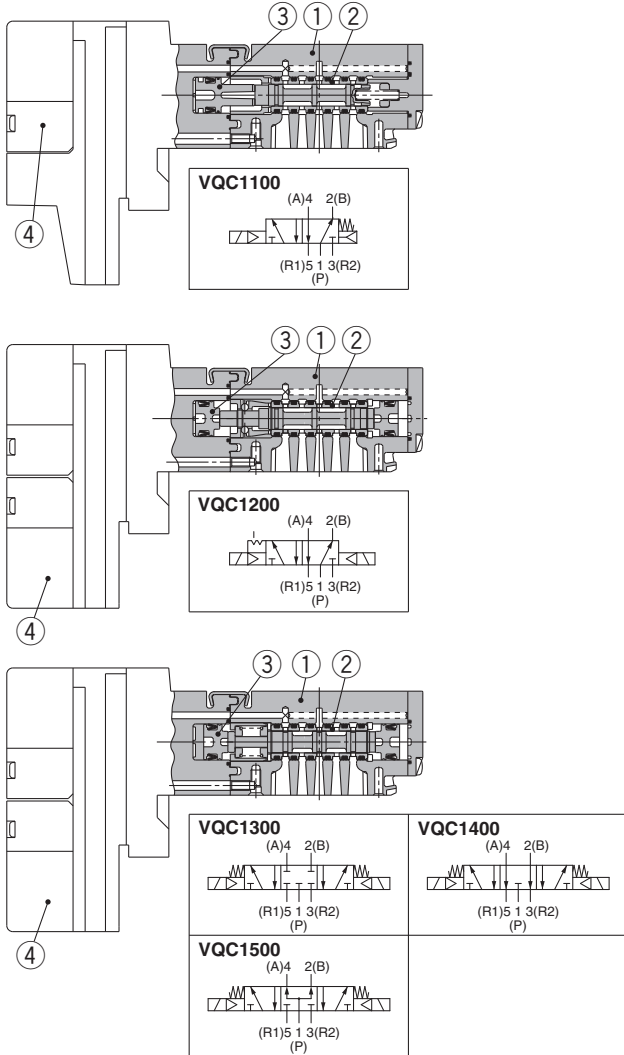 ③ ① ②
④
VQC1100
(A)4 2(B)
(R1)5 1 3(R2)
(P)
③ ① ②
④
VQC1200
(A)4 2(B)
(R1)5 1 3(R2)
(P)
③ ① ②
④
VQC1300
(A)4 2(B)
(R1)5 1 3(R2)
(P)
VQC1400
(A)4 2(B)
(R1)5 1 3(R2)
(P)
VQC1500
(A)4 2(B)
(R1)5 1 3(R2)
(P)